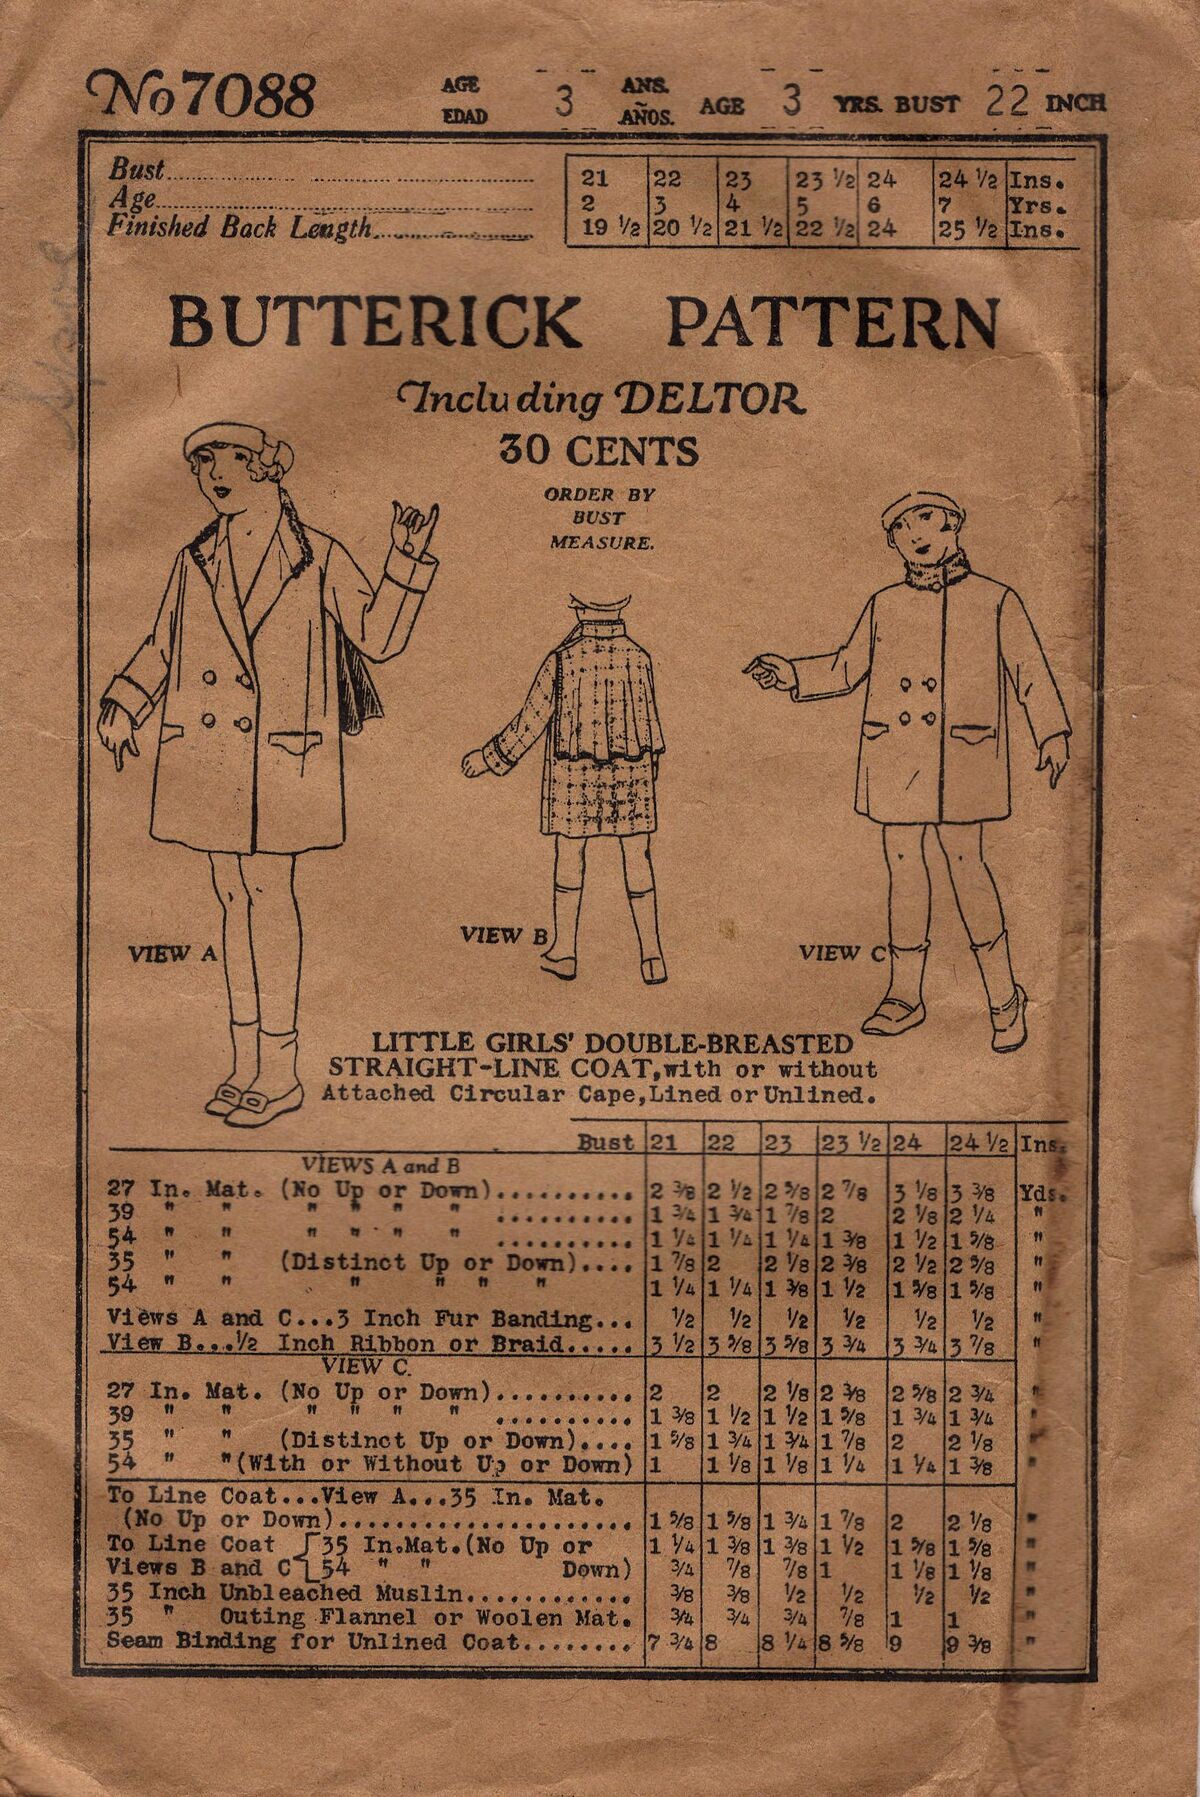 No 7088 AGE EDAD 3 ANS. AÑOS. AGE 3 YRS. BUST 22 INCH
Bust 21 22 23 23 ½ 24 24 ½ Ins.
Age 2 3 4 5 6 7 Yrs.
Finished Back Length 19 ½ 20 ½ 21 ½ 22 ½ 24 25 ½ Ins.
BUTTERICK PATTERN
Including DELTOR
30 CENTS
ORDER BY
BUST
MEASURE.
VIEW A
VIEW B
VIEW C
LITTLE GIRLS' DOUBLE-BREASTED
STRAIGHT-LINE COAT, with or without
Attached Circular Cape, Lined or Unlined.
Bust 21 22 23 23 ½ 24 24 ½ Ins.
VIEWS A and B
27 In. Mat. (No Up or Down).......... 2 ⅜ 2 ½ 2 ⅝ 2 ⅞ 3 ⅛ 3 ⅜ Yds.
39 " " " " " " .......... 1 ¾ 1 ¾ 1 ⅞ 2 2 ⅛ 2 ¼ "
54 " " " " " " .......... 1 ¼ 1 ¼ 1 ¼ 1 ⅜ 1 ½ 1 ⅝ "
35 " " (Distinct Up or Down).... 1 ⅞ 2 2 ⅛ 2 ⅜ 2 ½ 2 ⅝ "
54 " " " " " " 1 ¼ 1 ¼ 1 ⅜ 1 ½ 1 ⅝ 1 ⅝ "
Views A and C...3 Inch Fur Banding... ½ ½ ½ ½ ½ ½ "
View B...½ Inch Ribbon or Braid..... 3 ½ 3 ⅝ 3 ⅝ 3 ¾ 3 ¾ 3 ⅞ "
VIEW C.
27 In. Mat. (No Up or Down).......... 2 2 2 ⅛ 2 ⅜ 2 ⅝ 2 ¾ "
39 " " " " " " .......... 1 ⅜ 1 ½ 1 ½ 1 ⅝ 1 ¾ 1 ¾ "
35 " " (Distinct Up or Down).... 1 ⅝ 1 ¾ 1 ¾ 1 ⅞ 2 2 ⅛ "
54 " " (With or Without Up or Down) 1 1 ⅛ 1 ⅛ 1 ¼ 1 ¼ 1 ⅜ "
To Line Coat...View A...35 In. Mat.
(No Up or Down)..................... 1 ⅝ 1 ⅝ 1 ¾ 1 ⅞ 2 2 ⅛ "
To Line Coat 35 In. Mat. (No Up or 1 ¼ 1 ⅜ 1 ⅜ 1 ½ 1 ⅝ 1 ⅝ "
Views B and C 54 " " Down) ¾ ⅞ ⅞ 1 1 ⅛ 1 ⅛ "
35 Inch Unbleached Muslin............ ⅜ ⅜ ½ ½ ½ ½ "
35 " Outing Flannel or Woolen Mat. ¾ ¾ ¾ ⅞ 1 1 "
Seam Binding for Unlined Coat........ 7 ¾ 8 8 ¼ 8 ⅝ 9 9 ⅜ "